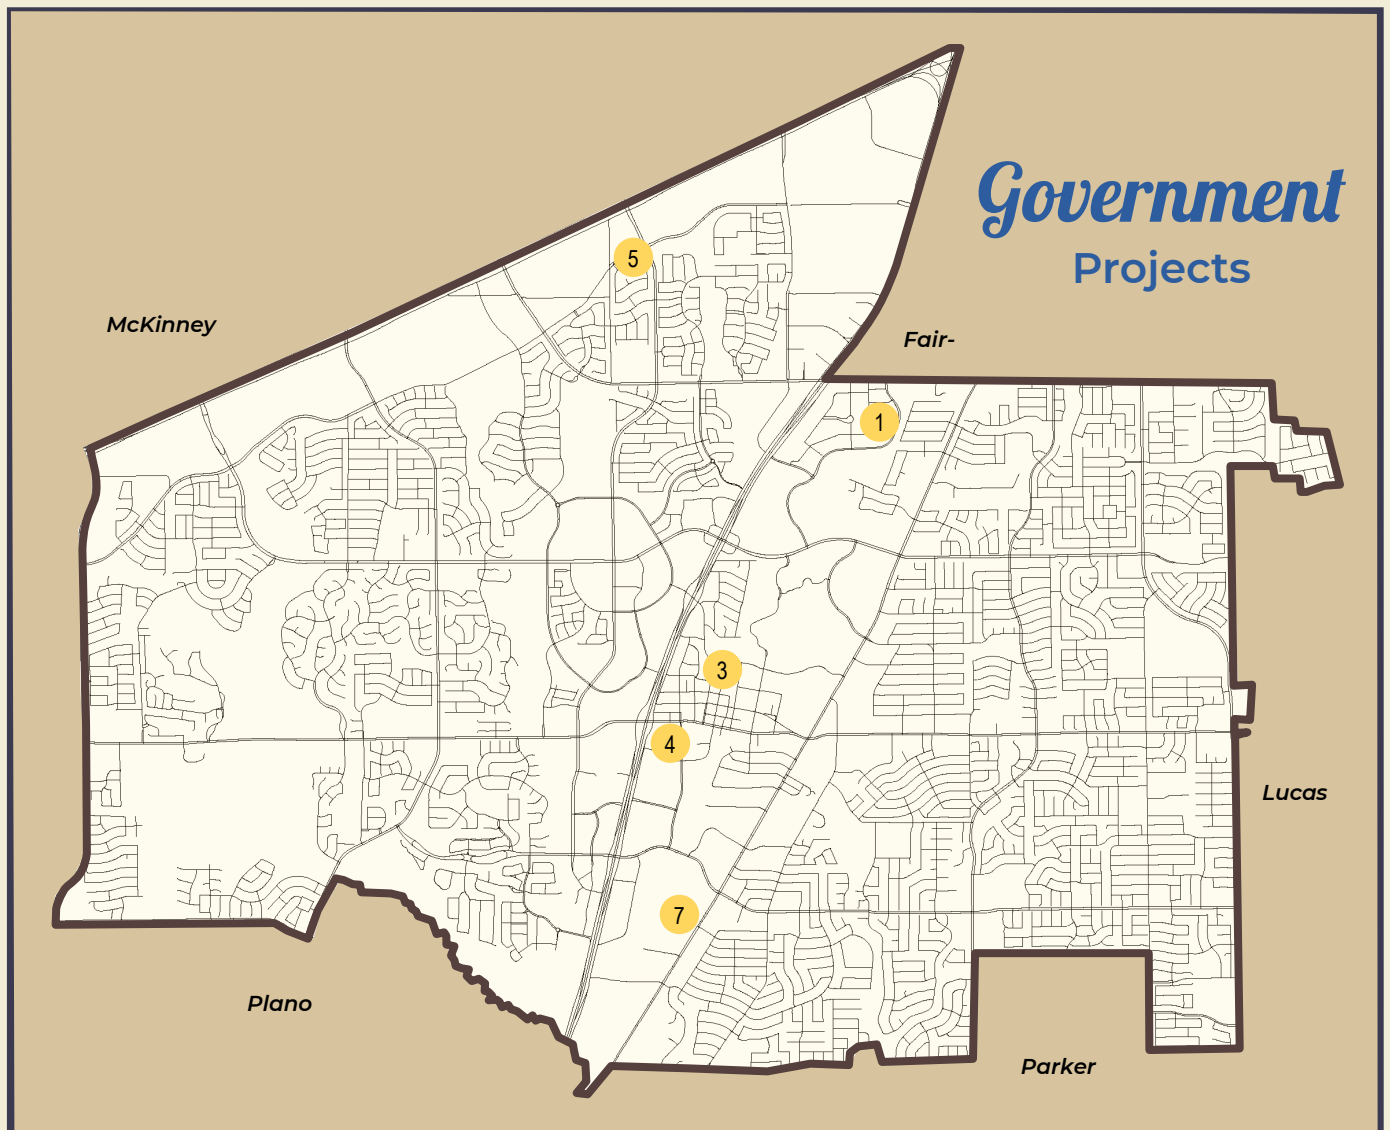 Government
Projects
5
McKinney
Fair-
1
3
4
Lucas
7
Plano
Parker